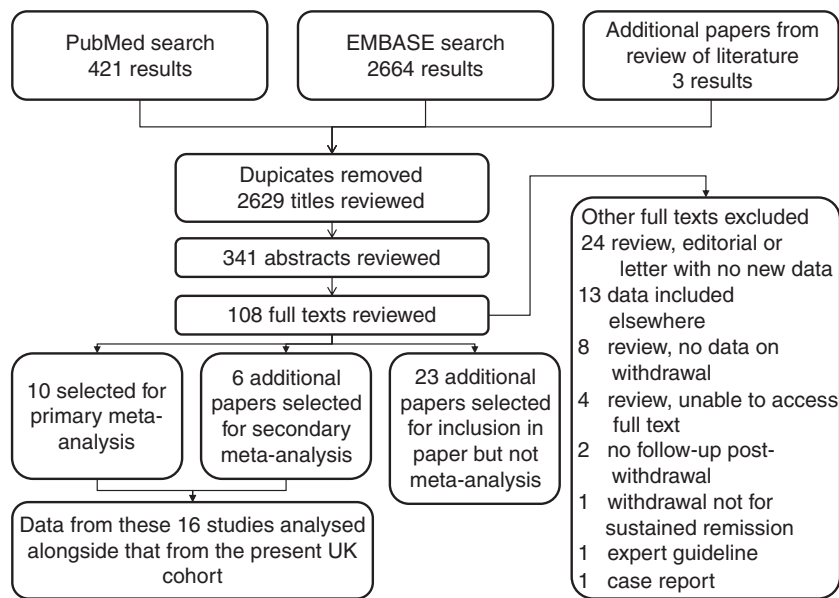 PubMed search
421 results
EMBASE search
2664 results
Additional papers from
review of literature
3 results
Dupicates removed
2629 titles reviewed
341 abstracts reviewed
108 full texts reviewed
10 selected for
primary meta-
analysis
6 additional
papers selected
for secondary
meta-analysis
23 additional
papers selected
for inclusion in
paper but not
meta-analysis
Data from these 16 studies analysed
alongside that from the present UK
cohort
Other full texts excluded
24 review, editorial or
letter with no new data
13 data included
elsewhere
8 review, no data on
withdrawal
4 review, unable to access
full text
2 no follow-up post-
withdrawal
1 withdrawal not for
sustained remission
1 expert guideline
1 case report